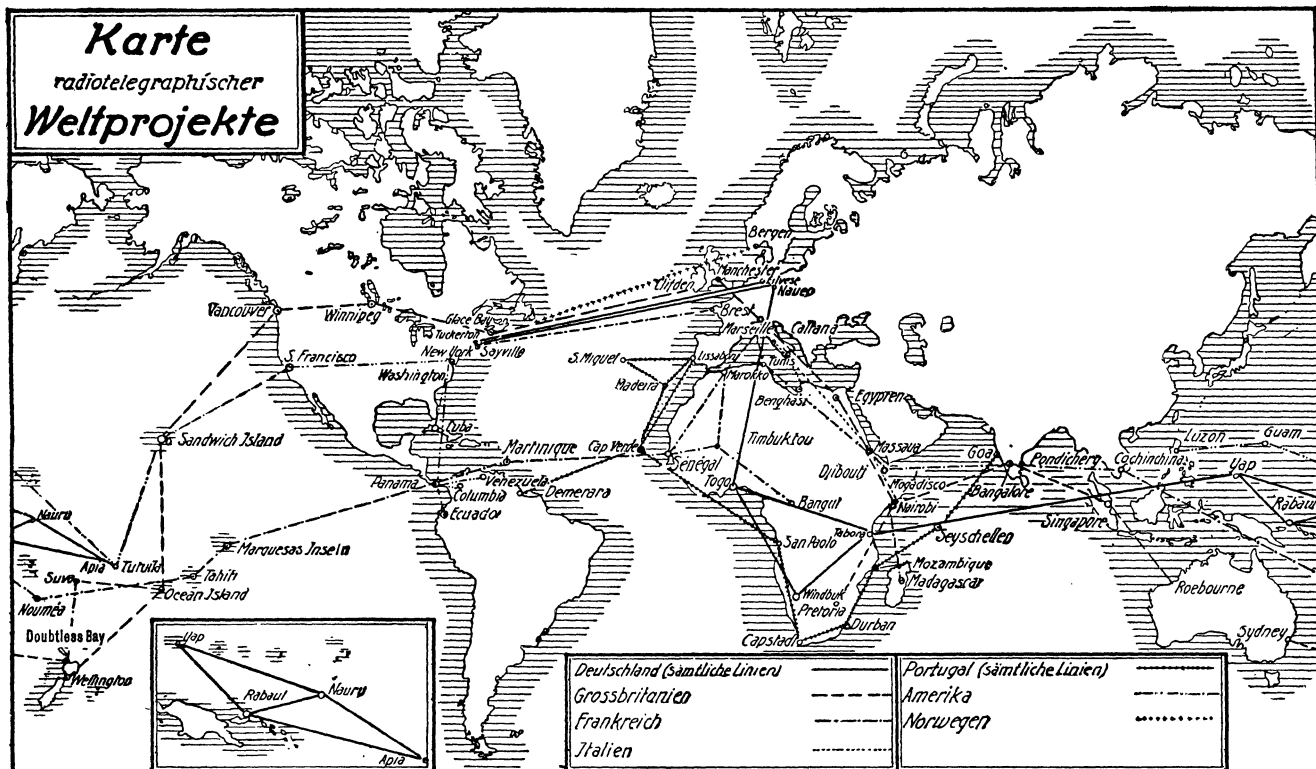 Karte
radiotelegraphischer
Weltprojekte
Bergen
Manchester
Clifden
Eilvese
Nauen
Vancouver
Winnipeg
Glace Bay
Tuckerton
New York
Sayville
Brest
Marseille
Cattana
S. Francisco
Washington
S. Miguel
Lissabon
Tunis
Madeira
Marokko
Benghasi
Egypten
Sandwich Island
Cuba
Martinique
Cap Verde
Timbuktou
Massaua
Goa
Pondichery
Luzon
Guam
Cochinchina
Yap
Panama
Venezuela
Columbia
Demerara
Senégal
Togo
Djibouti
Mogadisco
Bangalore
Nairobi
Bangui
Ecuador
Singapore
Rabaul
Nauru
San Paolo
Tabora
Seyschellen
Marquesas Inseln
Apia
Tutuila
Tahiti
Suva
Ocean Island
Nouméa
Mozambique
Madagascar
Roebourne
Windhuk
Pretoria
Doubtless Bay
Durban
Capstadt
Sydney
Wellington
Yap
Rabaul
Nauru
Apia
Deutschland (sämtliche Linien)
Grossbritanien
Frankreich
Italien
Portugal (sämtliche Linien)
Amerika
Norwegen